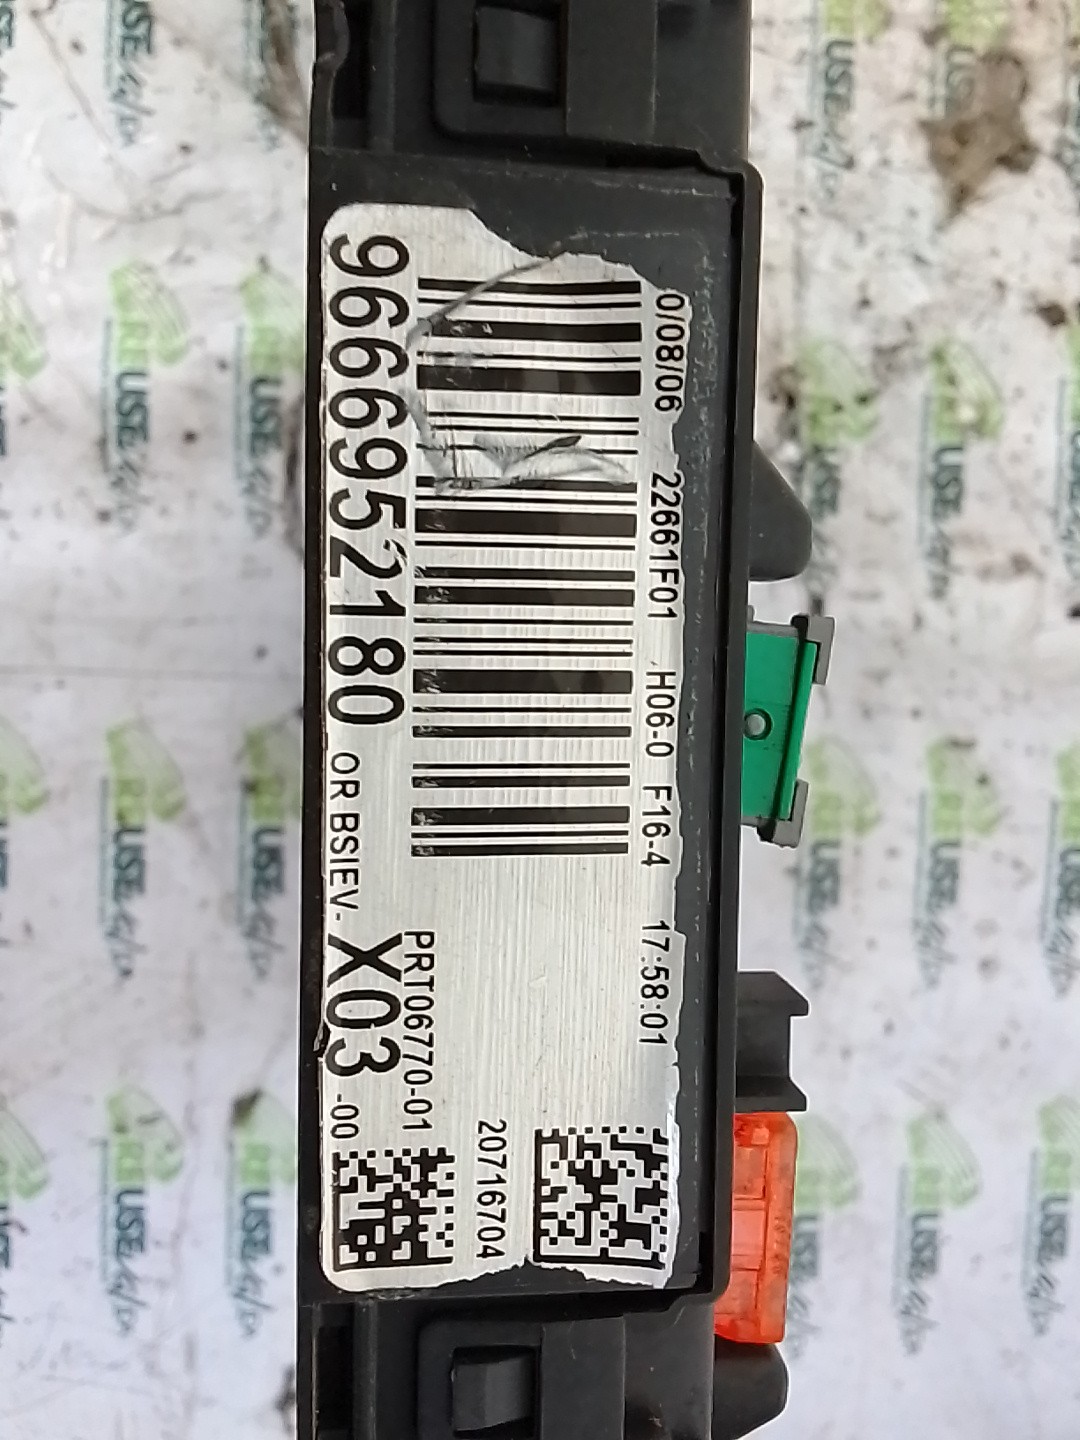 0/08/06 22661F01 H06-0 F16-4 17:58:01
20716704
PRT06770-01
9666952180 OR BSIEV- X03 -00